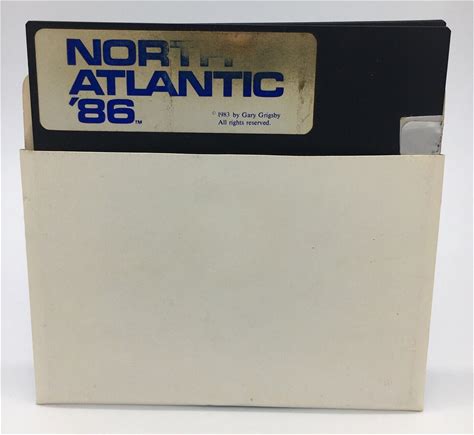 NORTH
ATLANTIC
'86™
© 1983 by Gary Grigsby
All rights reserved.